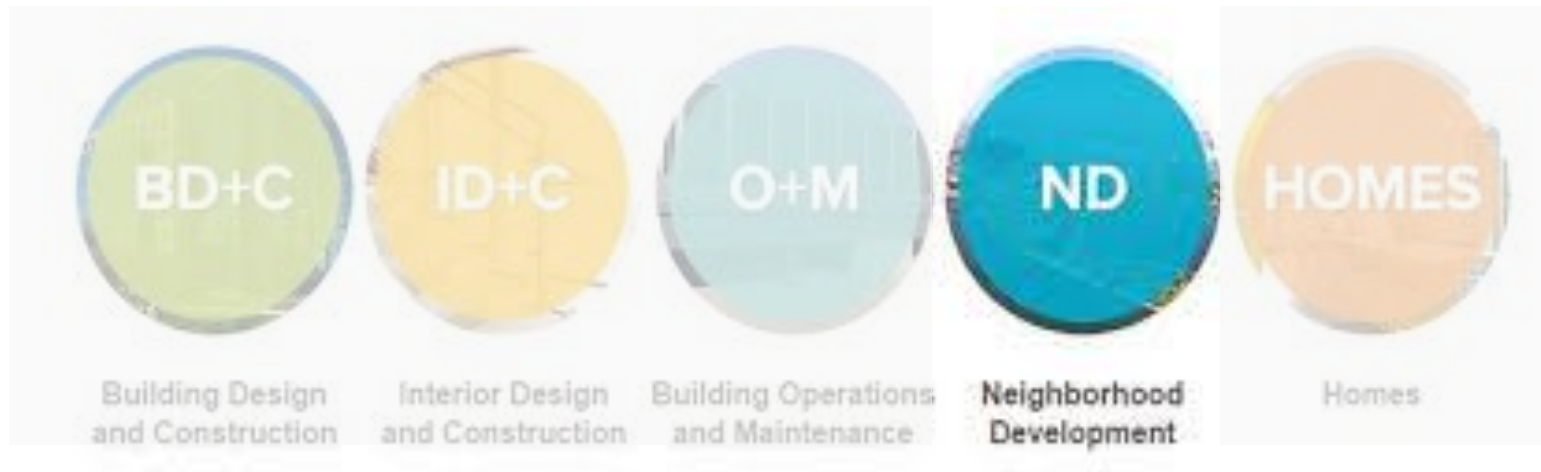 BD+C
ID+C
O+M
ND
HOMES
Building Design
and Construction
Interior Design
and Construction
Building Operations
and Maintenance
Neighborhood
Development
Homes